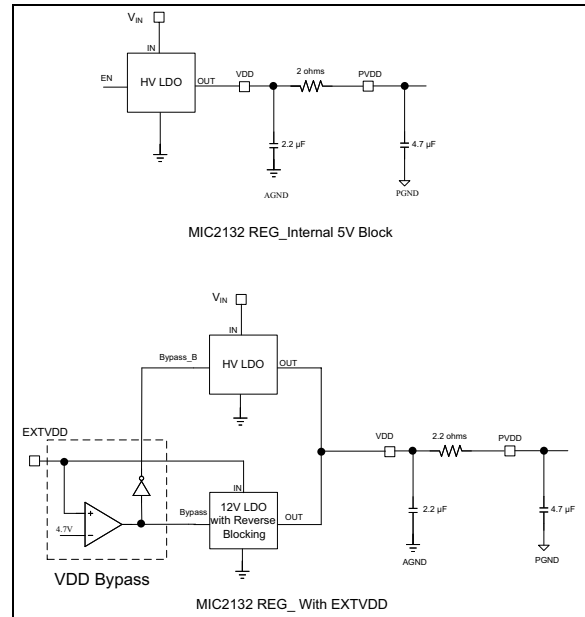 VIN
IN
EN
HV LDO
OUT
VDD
2 ohms
PVDD
2.2 µF
4.7 µF
AGND
PGND
MIC2132 REG_Internal 5V Block
VIN
IN
Bypass_B
HV LDO
OUT
EXTVDD
VDD
2.2 ohms
PVDD
IN
+
4.7V
−
Bypass
12V LDO
with Reverse
Blocking
OUT
2.2 µF
4.7 µF
AGND
PGND
VDD Bypass
MIC2132 REG_ With EXTVDD